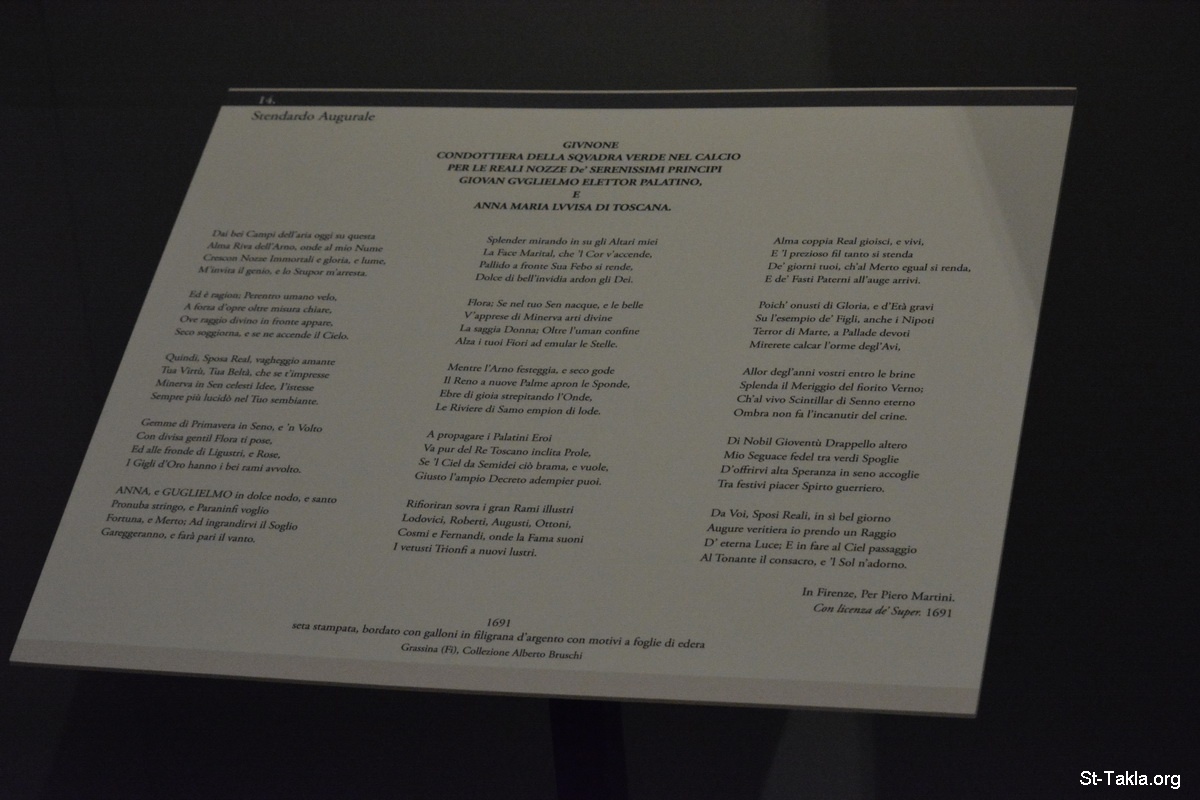 14.
Stendardo Augurale
GIVNONE
CONDOTTIERA DELLA SQVADRA VERDE NEL CALCIO
PER LE REALI NOZZE De' SERENISSIMI PRINCIPI
GIOVAN GVGLIELMO ELETTOR PALATINO,
E
ANNA MARIA LVVISA DI TOSCANA.
Dai bei Campi dell'aria oggi su questa
Alma Riva dell'Arno, onde al mio Nume
Crescon Nozze Immortali e gloria, e lume,
M'invita il genio, e lo Stupor m'arresta.
Ed è ragion; Perentro umano velo,
A forza d'opre oltre misura chiare,
Ove raggio divino in fronte appare,
Seco soggiorna, e se ne accende il Cielo.
Quindi, Sposa Real, vagheggio amante
Tua Virtù, Tua Beltà, che se t'impresse
Minerva in Sen celesti Idee, l'istesse
Sempre più lucidò nel Tuo sembiante.
Gemme di Primavera in Seno, e 'n Volto
Con divisa gentil Flora ti pose,
Ed alle fronde di Ligustri, e Rose,
I Gigli d'Oro hanno i bei rami avvolto.
ANNA, e GUGLIELMO in dolce nodo, e santo
Pronuba stringo, e Paraninfi voglio
Fortuna, e Merto; Ad ingrandirvi il Soglio
Gareggeranno, e farà pari il vanto.
Splender mirando in su gli Altari miei
La Face Marital, che 'l Cor v'accende,
Pallido a fronte Sua Febo si rende,
Dolce di bell'invidia ardon gli Dei.
Flora; Se nel tuo Sen nacque, e le belle
V'apprese di Minerva arti divine
La saggia Donna; Oltre l'uman confine
Alza i tuoi Fiori ad emular le Stelle.
Mentre l'Arno festeggia, e seco gode
Il Reno a nuove Palme apron le Sponde,
Ebre di gioia strepitando l'Onde,
Le Riviere di Samo empion di lode.
A propagare i Palatini Eroi
Va pur del Re Toscano inclita Prole,
Se 'l Ciel da Semidei ciò brama, e vuole,
Giusto l'ampio Decreto adempier puoi.
Rifioriran sovra i gran Rami illustri
Lodovici, Roberti, Augusti, Ottoni,
Cosmi e Fernandi, onde la Fama suoni
I vetusti Trionfi a nuovi lustri.
Alma coppia Real gioisci, e vivi,
E 'l prezioso fil tanto si stenda
De' giorni tuoi, ch'al Merto egual si renda,
E de' Fasti Paterni all'auge arrivi.
Poich' onusti di Gloria, e d'Età gravi
Su l'esempio de' Figli, anche i Nipoti
Terror di Marte, a Pallade devoti
Mirerete calcar l'orme degl'Avi,
Allor degl'anni vostri entro le brine
Splenda il Meriggio del fiorito Verno;
Ch'al vivo Scintillar di Senno eterno
Ombra non fa l'incanutir del crine.
Di Nobil Gioventù Drappello altero
Mio Seguace fedel tra verdi Spoglie
D'offrirvi alta Speranza in seno accoglie
Tra festivi piacer Spirto guerriero.
Da Voi, Sposi Reali, in sì bel giorno
Augure veritiera io prendo un Raggio
D' eterna Luce; E in fare al Ciel passaggio
Al Tonante il consacro, e 'l Sol n'adorno.
In Firenze, Per Piero Martini.
Con licenza de' Super. 1691
1691
seta stampata, bordato con galloni in filigrana d'argento con motivi a foglie di edera
Grassina (Fi), Collezione Alberto Bruschi
St-Takla.org